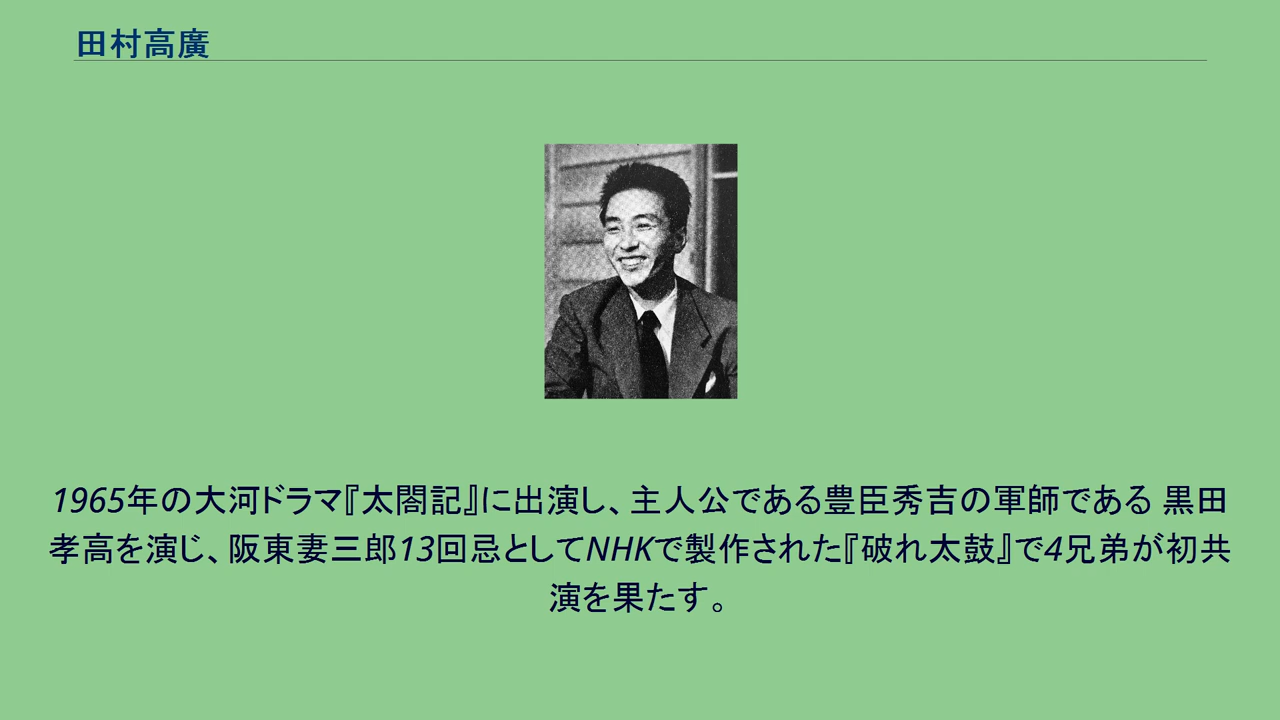 田村高廣
1965年の大河ドラマ『太閤記』に出演し、主人公である豊臣秀吉の軍師である 黒田
孝高を演じ、阪東妻三郎13回忌としてNHKで製作された『破れ太鼓』で4兄弟が初共
演を果たす。